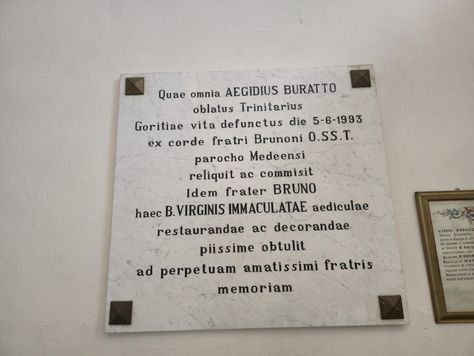 Quae omnia AEGIDIUS BURATTO
oblatus Trinitarius
Goritiae vita defunctus die 5-6-1993
ex corde fratri Brunoni O.SS.T.
parocho Medeensi
reliquit ac commisit
Idem frater BRUNO
haec B. VIRGINIS IMMACULATAE aediculae
restaurandae ac decorandae
piissime obtulit
ad perpetuam amatissimi fratris
memoriam